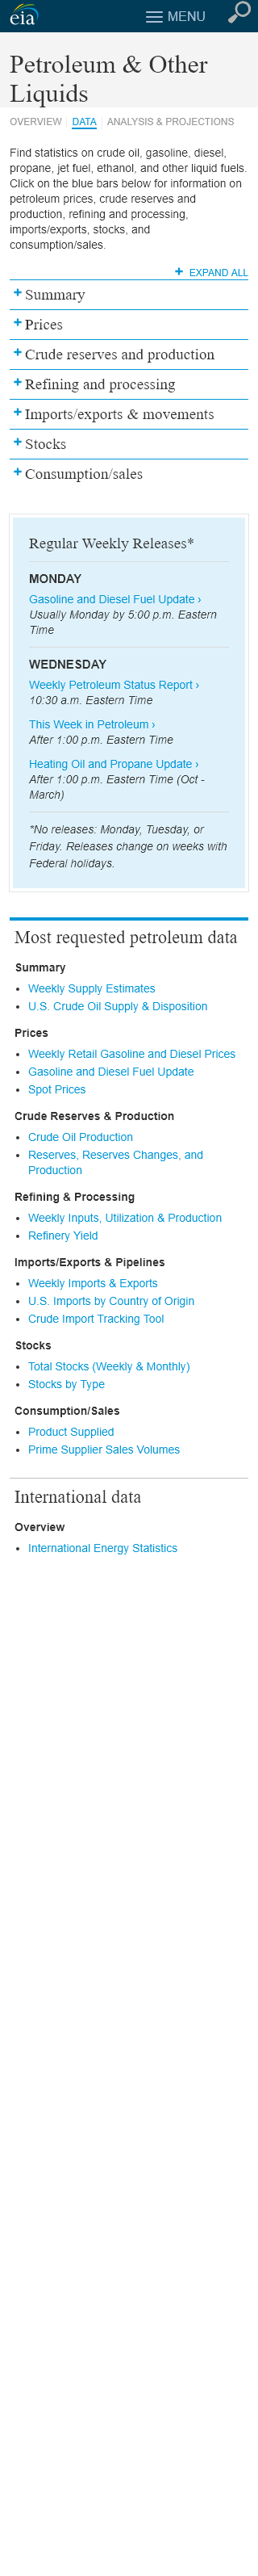 eia
MENU
Petroleum & Other
Liquids
OVERVIEW DATA ANALYSIS & PROJECTIONS
Find statistics on crude oil, gasoline, diesel,
propane, jet fuel, ethanol, and other liquid fuels.
Click on the blue bars below for information on
petroleum prices, crude reserves and
production, refining and processing,
imports/exports, stocks, and
consumption/sales.
+ EXPAND ALL
+ Summary
+ Prices
+ Crude reserves and production
+ Refining and processing
+ Imports/exports & movements
+ Stocks
+ Consumption/sales
Regular Weekly Releases*
MONDAY
Gasoline and Diesel Fuel Update ›
Usually Monday by 5:00 p.m. Eastern
Time
WEDNESDAY
Weekly Petroleum Status Report ›
10:30 a.m. Eastern Time
This Week in Petroleum ›
After 1:00 p.m. Eastern Time
Heating Oil and Propane Update ›
After 1:00 p.m. Eastern Time (Oct -
March)
*No releases: Monday, Tuesday, or
Friday. Releases change on weeks with
Federal holidays.
Most requested petroleum data
Summary
• Weekly Supply Estimates
• U.S. Crude Oil Supply & Disposition
Prices
• Weekly Retail Gasoline and Diesel Prices
• Gasoline and Diesel Fuel Update
• Spot Prices
Crude Reserves & Production
• Crude Oil Production
• Reserves, Reserves Changes, and
Production
Refining & Processing
• Weekly Inputs, Utilization & Production
• Refinery Yield
Imports/Exports & Pipelines
• Weekly Imports & Exports
• U.S. Imports by Country of Origin
• Crude Import Tracking Tool
Stocks
• Total Stocks (Weekly & Monthly)
• Stocks by Type
Consumption/Sales
• Product Supplied
• Prime Supplier Sales Volumes
International data
Overview
• International Energy Statistics